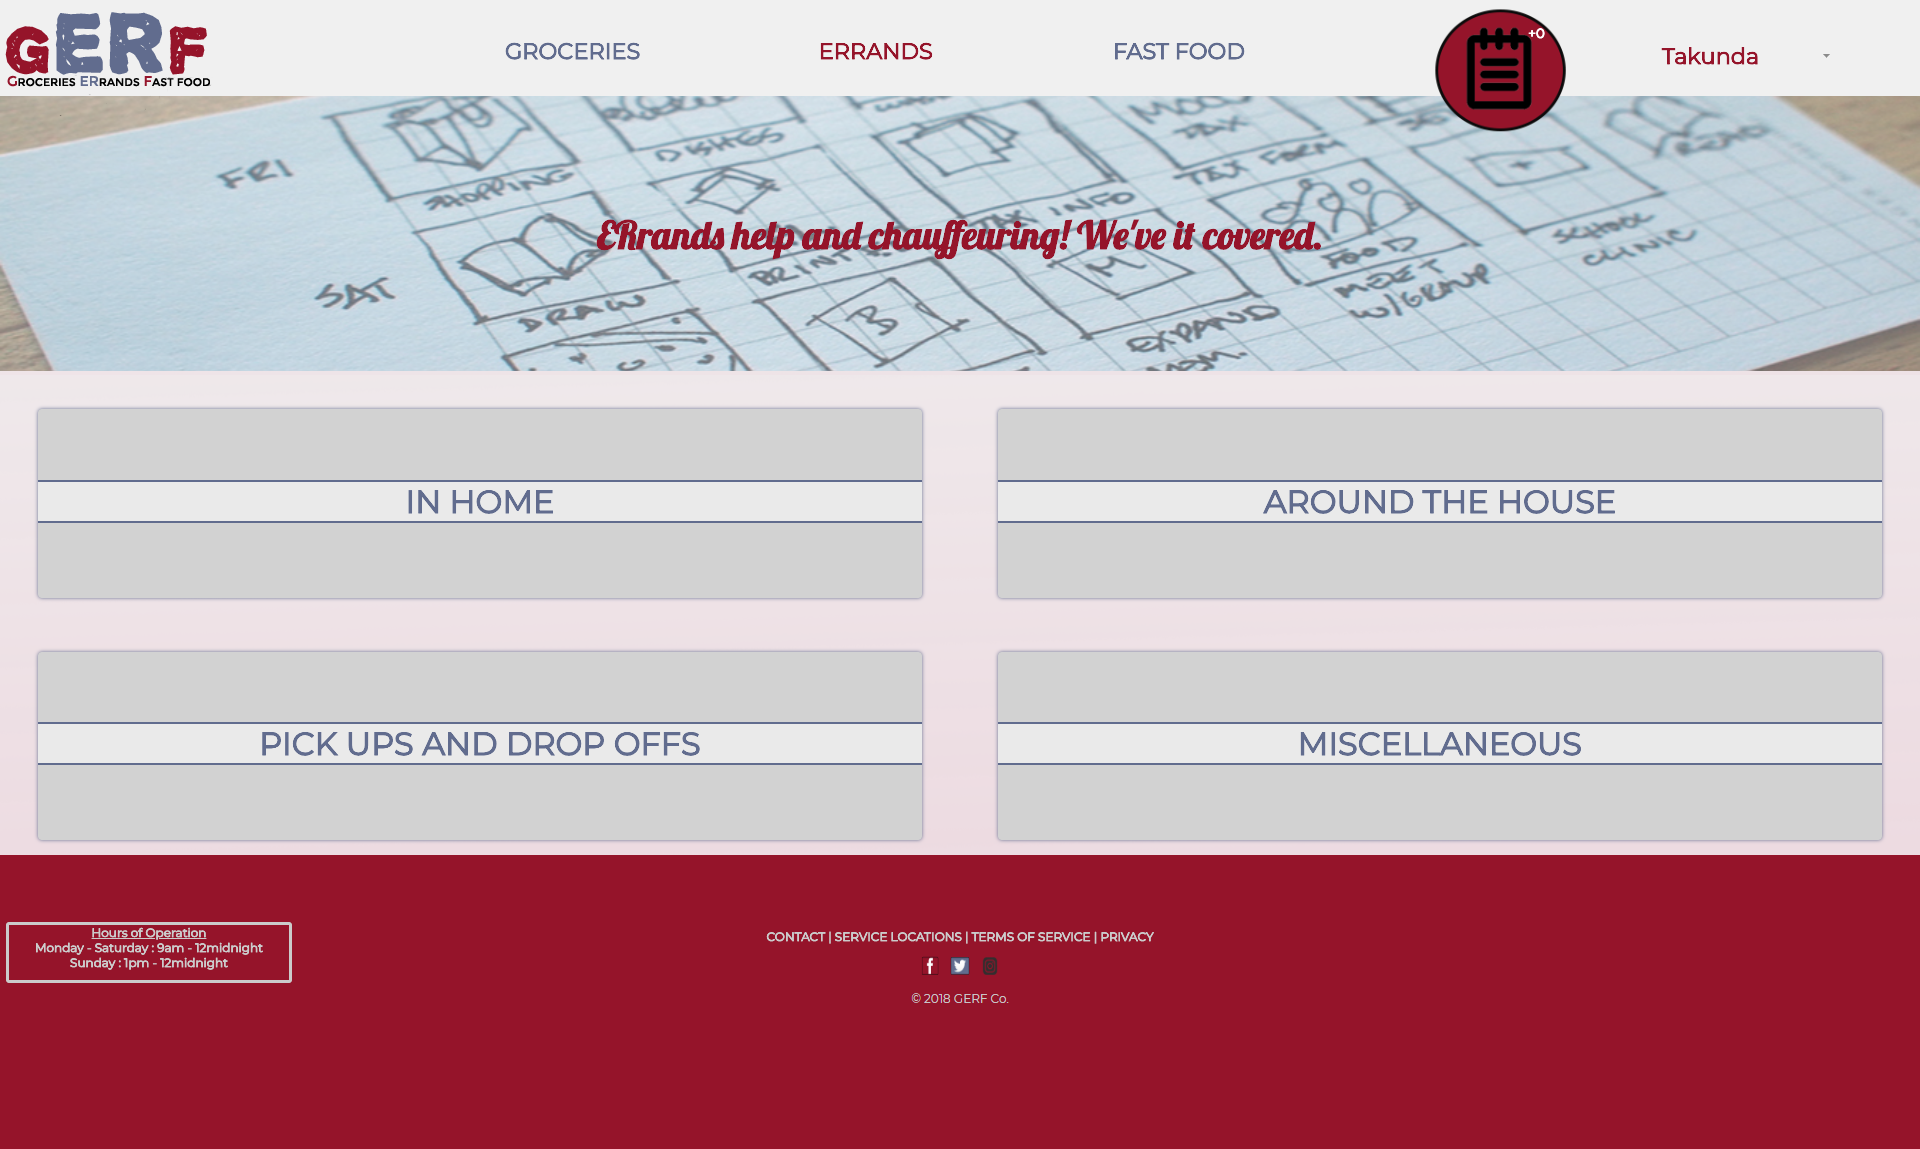 GERF
GROCERIES ERRANDS FAST FOOD
GROCERIES
ERRANDS
FAST FOOD
+0
Takunda
FRI
SHOPPING
DISHES
TAX INFO
TAX
TAX FORM
SCHOOL
CLINIC
ERrands help and chauffeuring! We've it covered.
SAT
DRAW
PRINT
B
M
EXPAND
FOOD
MEET
W/GROUP
IN HOME
AROUND THE HOUSE
PICK UPS AND DROP OFFS
MISCELLANEOUS
Hours of Operation
Monday - Saturday : 9am - 12midnight
Sunday : 1pm - 12midnight
CONTACT | SERVICE LOCATIONS | TERMS OF SERVICE | PRIVACY
© 2018 GERF Co.